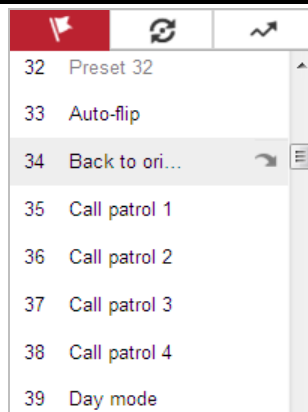 32 Preset 32
33 Auto-flip
34 Back to ori...
35 Call patrol 1
36 Call patrol 2
37 Call patrol 3
38 Call patrol 4
39 Day mode